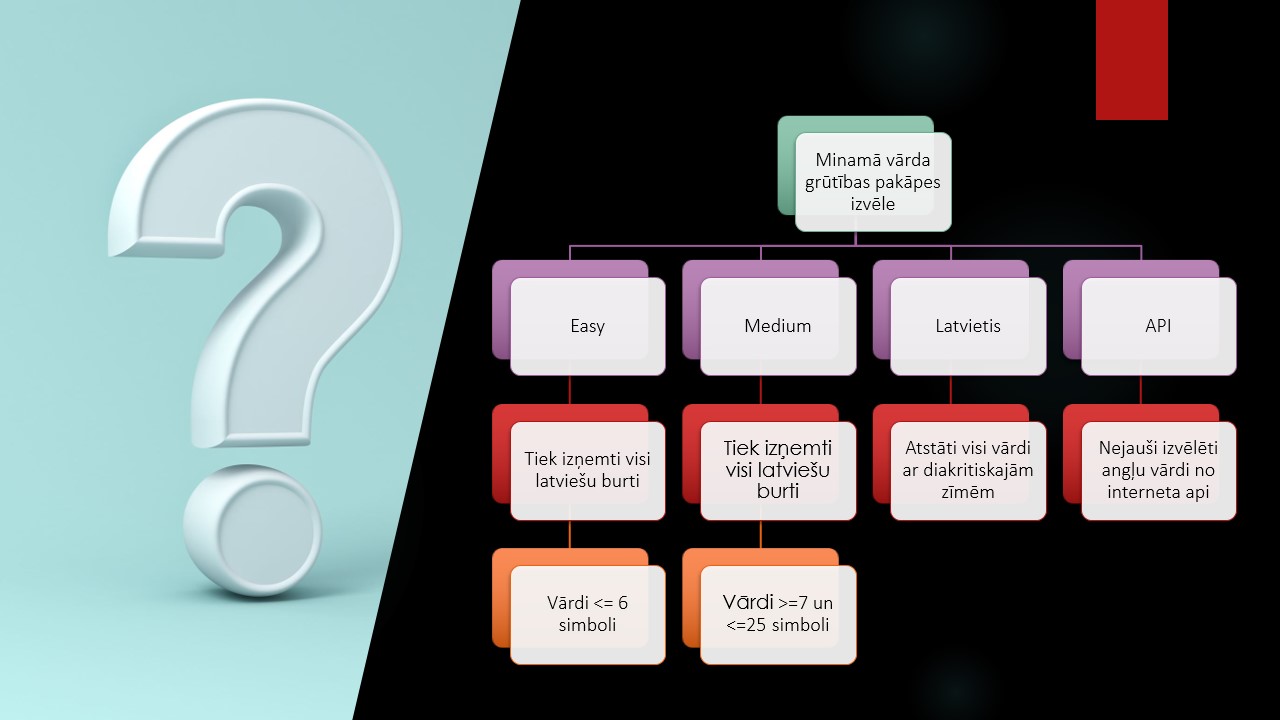 Minamā vārda
grūtības pakāpes
izvēle
Easy
Medium
Latvietis
API
Tiek izņemti visi
latviešu burti
Tiek izņemti
visi latviešu
burti
Atstāti visi vārdi
ar diakritiskajām
zīmēm
Nejauši izvēlēti
angļu vārdi no
interneta api
Vārdi <= 6
simboli
Vārdi >=7 un
<=25 simboli